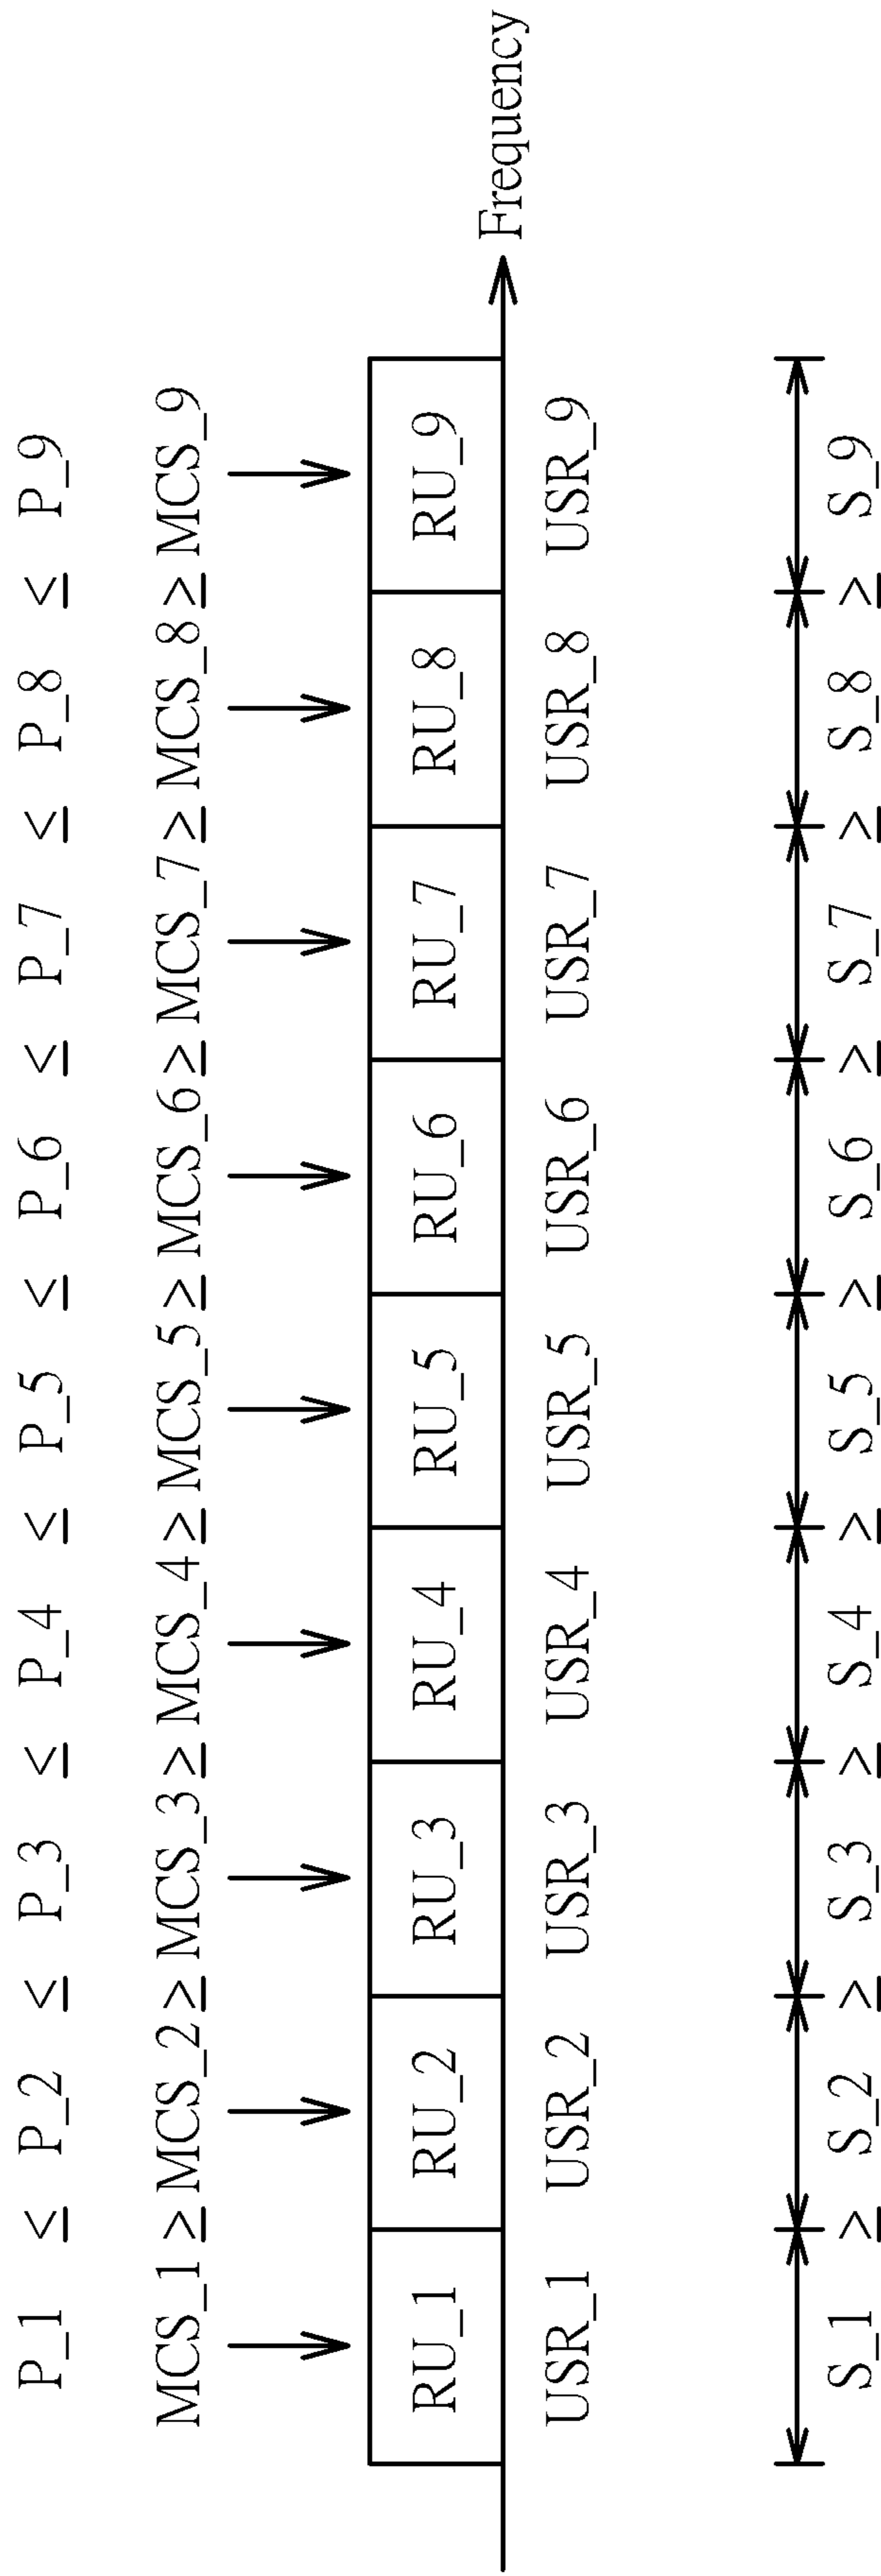 P_1 ≤ P_2 ≤ P_3 ≤ P_4 ≤ P_5 ≤ P_6 ≤ P_7 ≤ P_8 ≤ P_9
MCS_1 ≥ MCS_2 ≥ MCS_3 ≥ MCS_4 ≥ MCS_5 ≥ MCS_6 ≥ MCS_7 ≥ MCS_8 ≥ MCS_9
RU_1 RU_2 RU_3 RU_4 RU_5 RU_6 RU_7 RU_8 RU_9
Frequency
USR_1 USR_2 USR_3 USR_4 USR_5 USR_6 USR_7 USR_8 USR_9
S_1 ≥ S_2 ≥ S_3 ≥ S_4 ≥ S_5 ≥ S_6 ≥ S_7 ≥ S_8 ≥ S_9